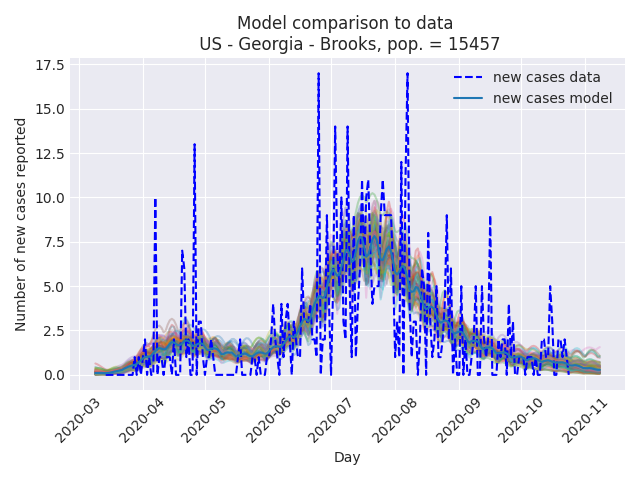 Model comparison to data
US - Georgia - Brooks, pop. = 15457
new cases data
new cases model
Number of new cases reported
17.5
15.0
12.5
10.0
7.5
5.0
2.5
0.0
2020-03
2020-04
2020-05
2020-06
2020-07
2020-08
2020-09
2020-10
2020-11
Day